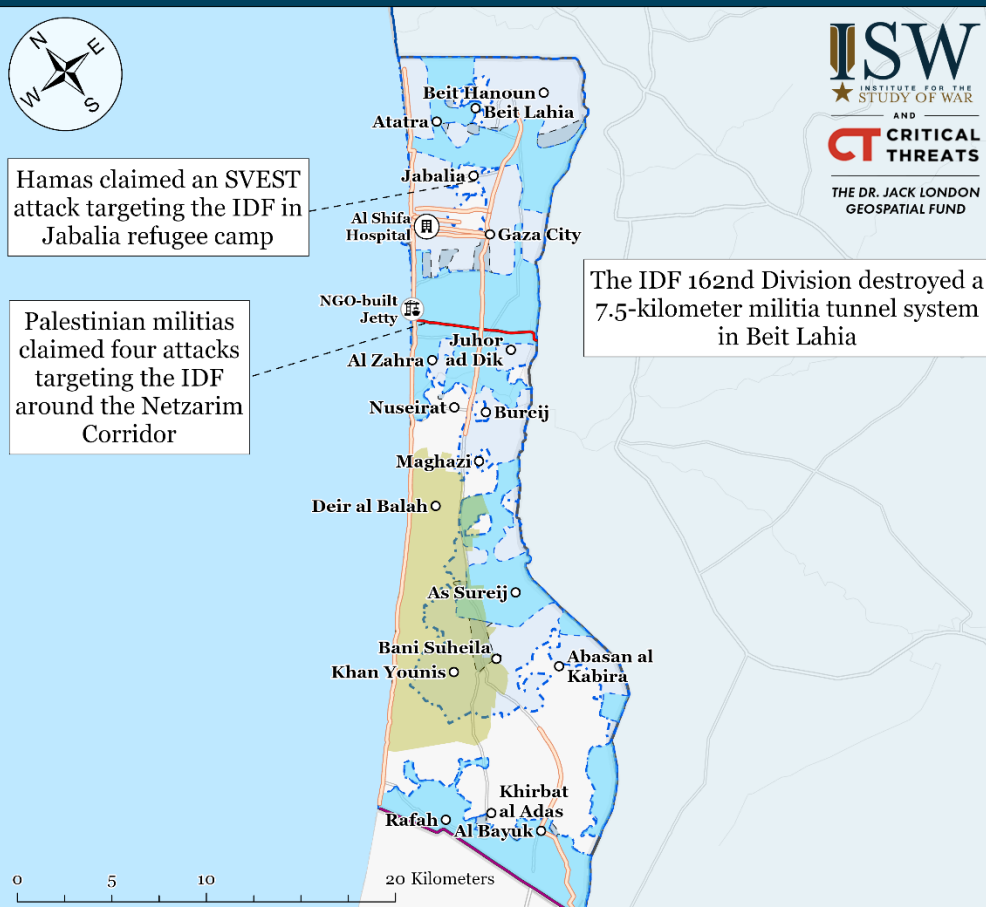 N
E
W
S
ISW
INSTITUTE FOR THE
STUDY OF WAR
AND
CT CRITICAL
THREATS
THE DR. JACK LONDON
GEOSPATIAL FUND
Beit Hanoun
Beit Lahia
Atatra
Hamas claimed an SVEST
attack targeting the IDF in
Jabalia refugee camp
Jabalia
Al Shifa
Hospital
Gaza City
The IDF 162nd Division destroyed a
7.5-kilometer militia tunnel system
in Beit Lahia
NGO-built
Jetty
Palestinian militias
claimed four attacks
targeting the IDF
around the Netzarim
Corridor
Juhor
ad Dik
Al Zahra
Nuseirat
Bureij
Maghazi
Deir al Balah
As Sureij
Bani Suheila
Khan Younis
Abasan al
Kabira
Khirbat
al Adas
Rafah
Al Bayuk
0 5 10 20 Kilometers